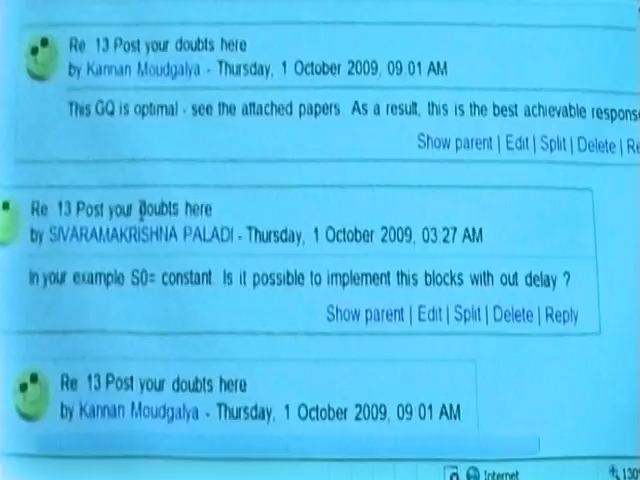 Re 13 Post your doubts here
by Kannan Moudgalya - Thursday, 1 October 2009, 09 01 AM
This GQ is optimal - see the attached papers As a result, this is the best achievable respons
Show parent | Edit | Split | Delete | Re
Re 13 Post your doubts here
by SIVARAMAKRISHNA PALADI - Thursday, 1 October 2009, 03:27 AM
In your example S0= constant Is it possible to implement this blocks with out delay ?
Show parent | Edit | Split | Delete | Reply
Re 13 Post your doubts here
by Kannan Moudgalya - Thursday, 1 October 2009, 09 01 AM
Internet
130